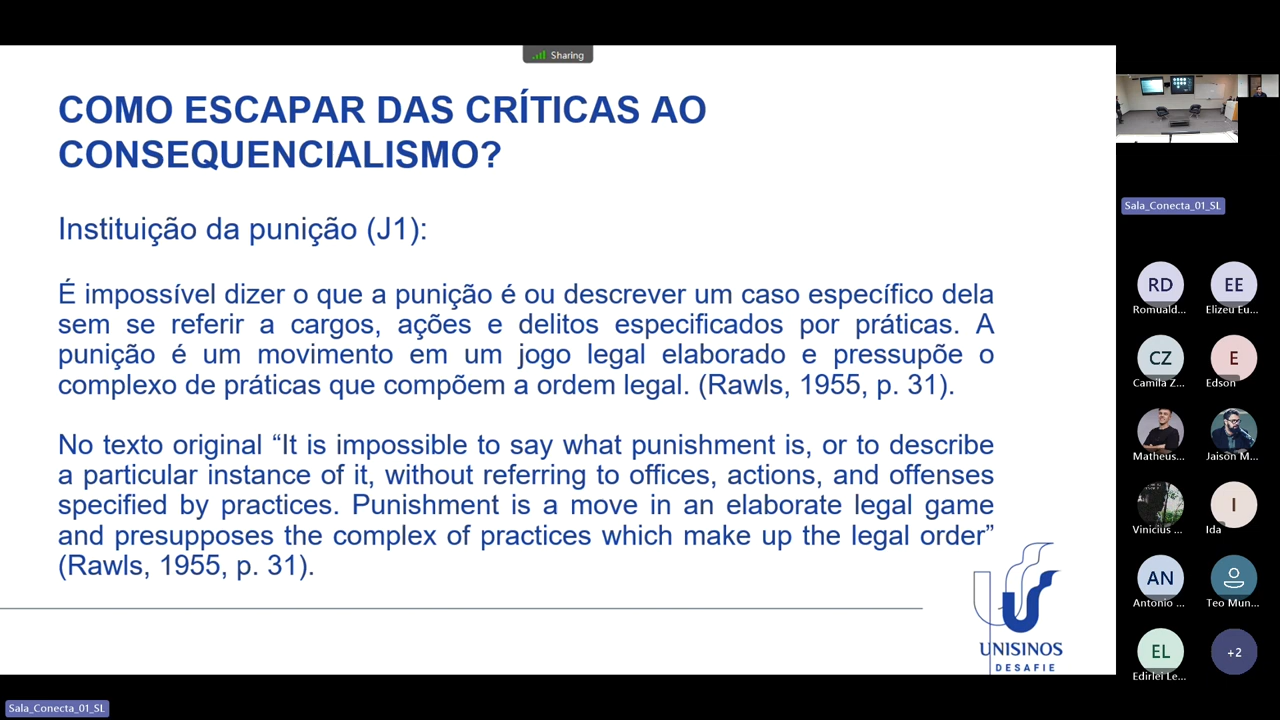 Sharing
COMO ESCAPAR DAS CRÍTICAS AO
CONSEQUENCIALISMO?
Instituição da punição (J1):
É impossível dizer o que a punição é ou descrever um caso específico dela
sem se referir a cargos, ações e delitos especificados por práticas. A
punição é um movimento em um jogo legal elaborado e pressupõe o
complexo de práticas que compõem a ordem legal. (Rawls, 1955, p. 31).
No texto original “It is impossible to say what punishment is, or to describe
a particular instance of it, without referring to offices, actions, and offenses
specified by practices. Punishment is a move in an elaborate legal game
and presupposes the complex of practices which make up the legal order”
(Rawls, 1955, p. 31).
UNISINOS
DESAFIE
Sala_Conecta_01_SL
RD
Romuald...
EE
Elizeu Eu...
CZ
Camila Z...
E
Edson
Matheus...
Jaison M...
Vinicius ...
I
Ida
AN
Antonio ...
Teo Mun...
EL
Edirlei Le...
+2
Sala_Conecta_01_SL